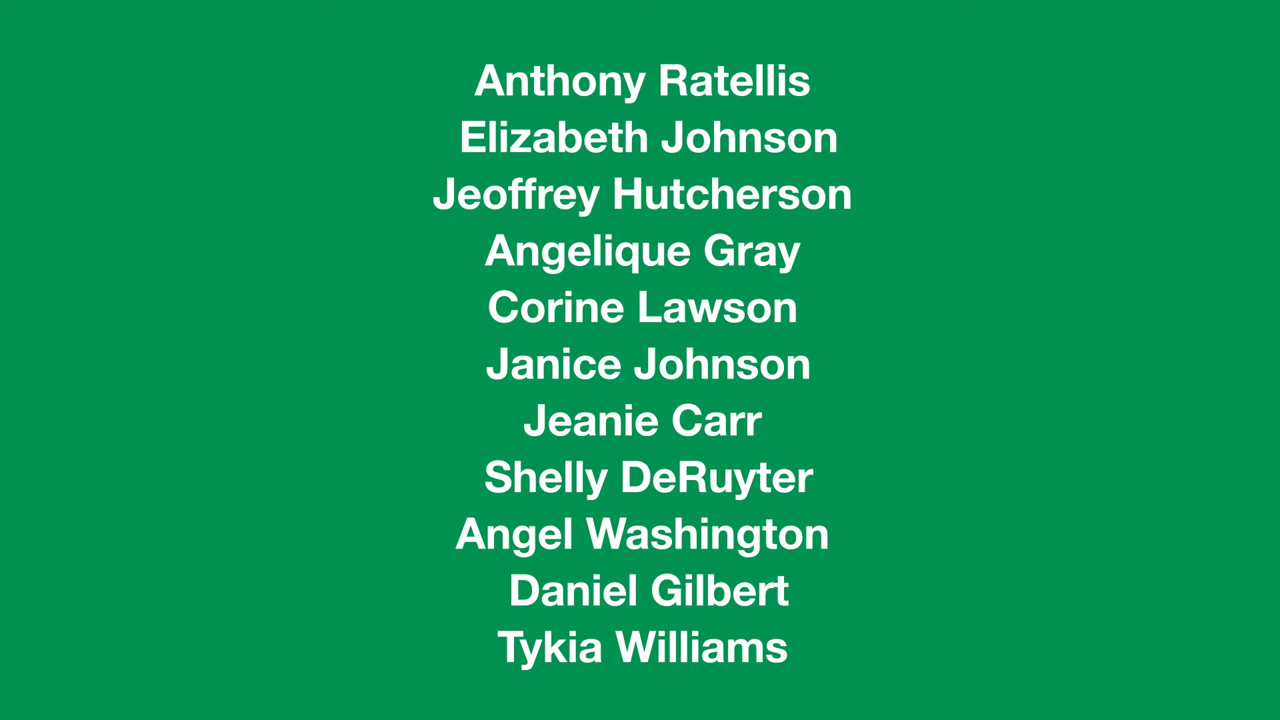 Anthony Ratellis
Elizabeth Johnson
Jeoffrey Hutcherson
Angelique Gray
Corine Lawson
Janice Johnson
Jeanie Carr
Shelly DeRuyter
Angel Washington
Daniel Gilbert
Tykia Williams